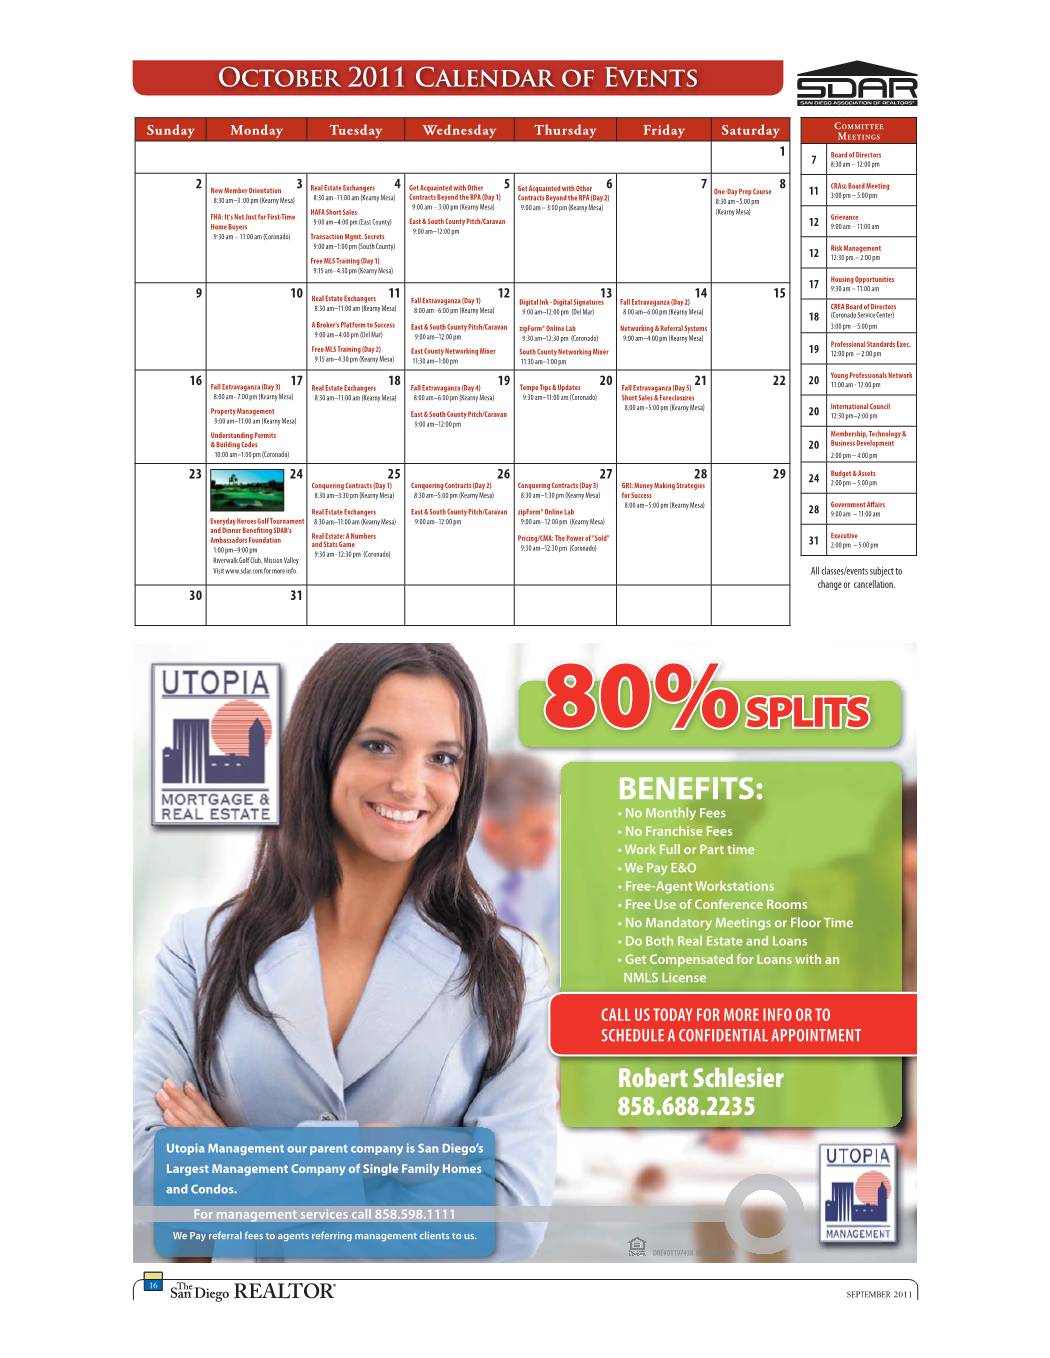 OCTOBER 2011 CALENDAR OF EVENTS
SDAR
SAN DIEGO ASSOCIATION OF REALTORS®
Sunday Monday Tuesday Wednesday Thursday Friday Saturday
1
2
3
New Member Orientation
8:30 am–3:00 pm (Kearny Mesa)
FHA: It's Not Just for First-Time
Home Buyers
9:30 am – 11:00 am (Coronado)
4
Real Estate Exchangers
8:30 am–11:00 am (Kearny Mesa)
HAFA Short Sales
9:00 am–4:00 pm (East County)
Transaction Mgmt. Secrets
9:00 am–1:00 pm (South County)
Free MLS Training (Day 1)
9:15 am–4:30 pm (Kearny Mesa)
5
Get Acquainted with Other
Contracts Beyond the RPA (Day 1)
9:00 am – 3:00 pm (Kearny Mesa)
East & South County Pitch/Caravan
9:00 am–12:00 pm
6
Get Acquainted with Other
Contracts Beyond the RPA (Day 2)
9:00 am – 3:00 pm (Kearny Mesa)
7
8
One-Day Prep Course
8:30 am–5:00 pm
(Kearny Mesa)
9
10
11
Real Estate Exchangers
8:30 am–11:00 am (Kearny Mesa)
A Broker's Platform to Success
9:00 am–4:00 pm (Del Mar)
Free MLS Training (Day 2)
9:15 am–4:30 pm (Kearny Mesa)
12
Fall Extravaganza (Day 1)
8:00 am–6:00 pm (Kearny Mesa)
East & South County Pitch/Caravan
9:00 am–12:00 pm
East County Networking Mixer
11:30 am–1:00 pm
13
Digital Ink - Digital Signatures
9:00 am–12:00 pm (Del Mar)
zipForm® Online Lab
9:30 am–12:30 pm (Coronado)
South County Networking Mixer
11:30 am–1:00 pm
14
Fall Extravaganza (Day 2)
8:00 am–6:00 pm (Kearny Mesa)
Networking & Referral Systems
9:00 am–4:00 pm (Kearny Mesa)
15
16
17
Fall Extravaganza (Day 3)
8:00 am–7:00 pm (Kearny Mesa)
Property Management
9:00 am–11:00 am (Kearny Mesa)
Understanding Permits
& Building Codes
10:00 am–1:00 pm (Coronado)
18
Real Estate Exchangers
8:30 am–11:00 am (Kearny Mesa)
19
Fall Extravaganza (Day 4)
8:00 am–6:00 pm (Kearny Mesa)
East & South County Pitch/Caravan
9:00 am–12:00 pm
20
Tempo Tips & Updates
9:30 am–11:00 am (Coronado)
21
Fall Extravaganza (Day 5)
Short Sales & Foreclosures
8:00 am–5:00 pm (Kearny Mesa)
22
23
24
Everyday Heroes Golf Tournament
and Dinner Benefiting SDAR's
Ambassadors Foundation
1:00 pm–9:00 pm
Riverwalk Golf Club, Mission Valley
Visit www.sdar.com for more info.
25
Conquering Contracts (Day 1)
8:30 am–3:30 pm (Kearny Mesa)
Real Estate Exchangers
8:30 am–11:00 am (Kearny Mesa)
Real Estate: A Numbers
and Stats Game
9:30 am–12:30 pm (Coronado)
26
Conquering Contracts (Day 2)
8:30 am–5:00 pm (Kearny Mesa)
East & South County Pitch/Caravan
9:00 am–12:00 pm
27
Conquering Contracts (Day 3)
8:30 am–1:30 pm (Kearny Mesa)
zipForm® Online Lab
9:00 am–12:00 pm (Kearny Mesa)
Pricing/CMA: The Power of "Sold"
9:30 am–12:30 pm (Coronado)
28
GRI: Money Making Strategies
for Success
8:00 am–5:00 pm (Kearny Mesa)
29
30
31
COMMITTEE
MEETINGS
7 Board of Directors
8:30 am – 12:00 pm
11 CRASD Board Meeting
3:00 pm – 5:00 pm
12 Grievance
9:00 am – 11:00 am
12 Risk Management
12:30 pm – 2:00 pm
17 Housing Opportunities
9:30 am – 11:00 am
18 CREA Board of Directors
(Coronado Service Center)
3:00 pm – 5:00 pm
19 Professional Standards Exec.
12:00 pm – 2:00 pm
20 Young Professionals Network
11:00 am - 12:00 pm
20 International Council
12:30 pm–2:00 pm
20 Membership, Technology &
Business Development
2:00 pm – 4:00 pm
24 Budget & Assets
2:00 pm – 5:00 pm
28 Government Affairs
9:00 am – 11:00 am
31 Executive
2:00 pm – 5:00 pm
All classes/events subject to
change or cancellation.
UTOPIA
MORTGAGE &
REAL ESTATE
80% SPLITS
BENEFITS:
• No Monthly Fees
• No Franchise Fees
• Work Full or Part time
• We Pay E&O
• Free-Agent Workstations
• Free Use of Conference Rooms
• No Mandatory Meetings or Floor Time
• Do Both Real Estate and Loans
• Get Compensated for Loans with an
NMLS License
CALL US TODAY FOR MORE INFO OR TO
SCHEDULE A CONFIDENTIAL APPOINTMENT
Robert Schlesier
858.688.2235
Utopia Management our parent company is San Diego's
Largest Management Company of Single Family Homes
and Condos.
For management services call 858.598.1111
We Pay referral fees to agents referring management clients to us.
UTOPIA
MANAGEMENT
16
The San Diego REALTOR®
SEPTEMBER 2011